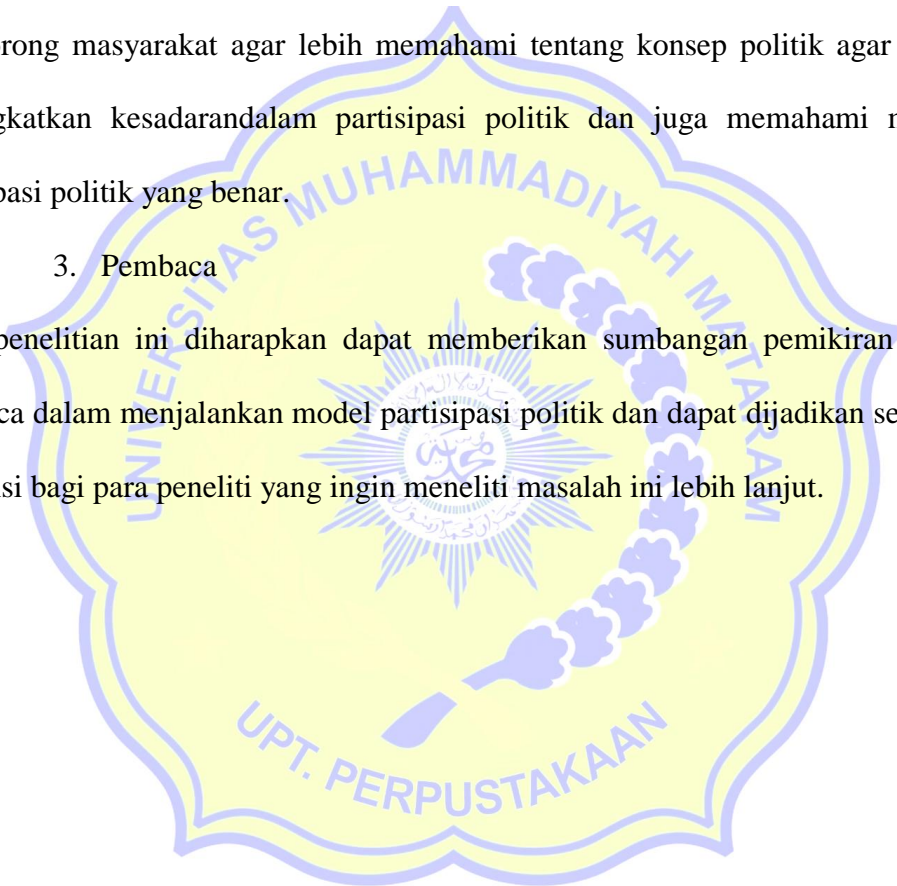 orong masyarakat agar lebih memahami tentang konsep politik agar
gkatkan kesadarandalam partisipasi politik dan juga memahami
pasi politik yang benar.
3. Pembaca
penelitian ini diharapkan dapat memberikan sumbangan pemikiran
ca dalam menjalankan model partisipasi politik dan dapat dijadikan se
si bagi para peneliti yang ingin meneliti masalah ini lebih lanjut.
UNIVERSITAS MUHAMMADIYAH MATARAM
UPT. PERPUSTAKAAN